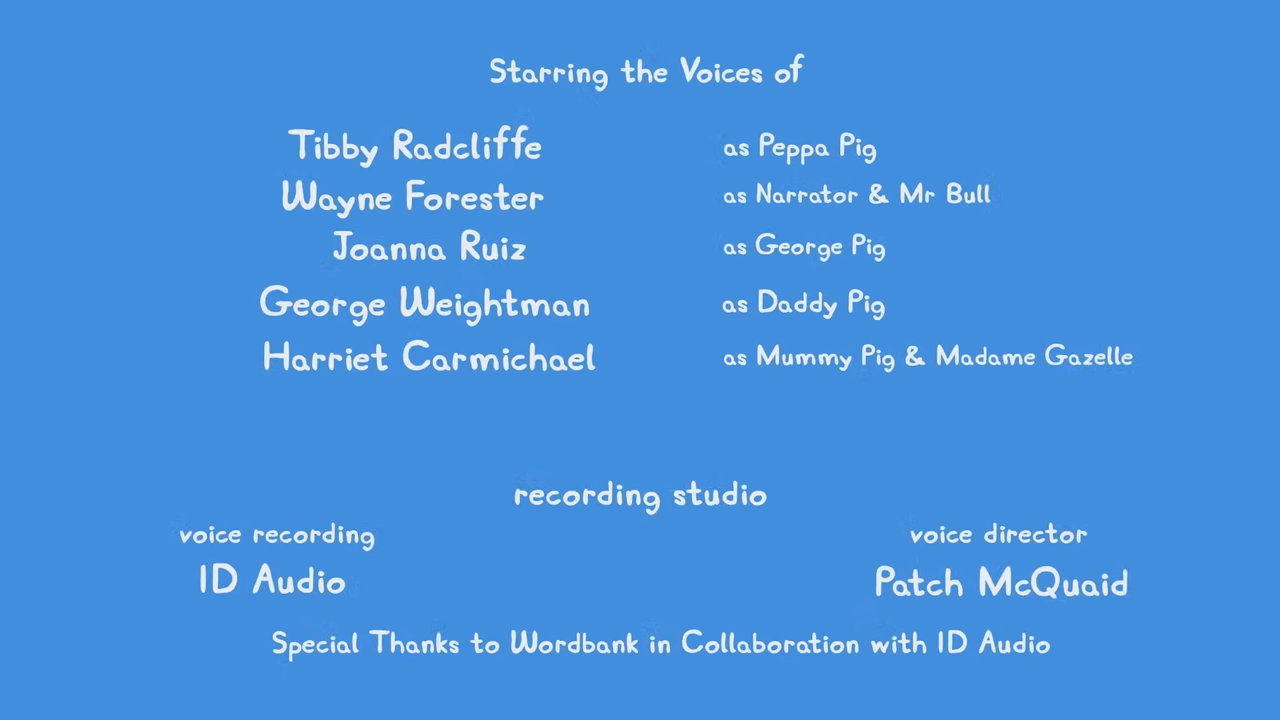 Starring the Voices of
Tibby Radcliffe as Peppa Pig
Wayne Forester as Narrator & Mr Bull
Joanna Ruiz as George Pig
George Weightman as Daddy Pig
Harriet Carmichael as Mummy Pig & Madame Gazelle
recording studio
voice recording voice director
ID Audio Patch McQuaid
Special Thanks to Wordbank in Collaboration with ID Audio